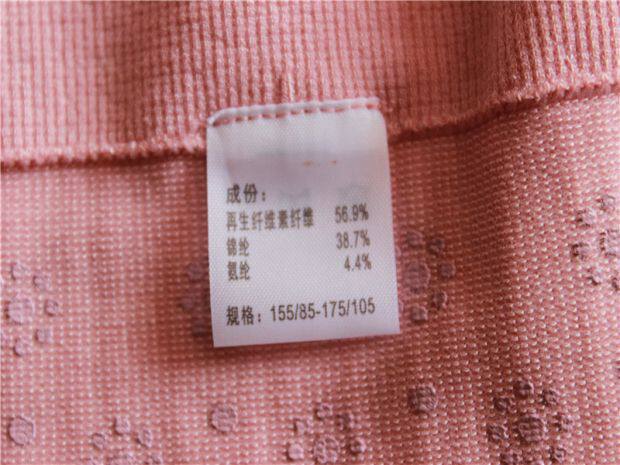 成份：
再生纤维素纤维 56.9%
锦纶 38.7%
氨纶 4.4%
规格：155/85-175/105